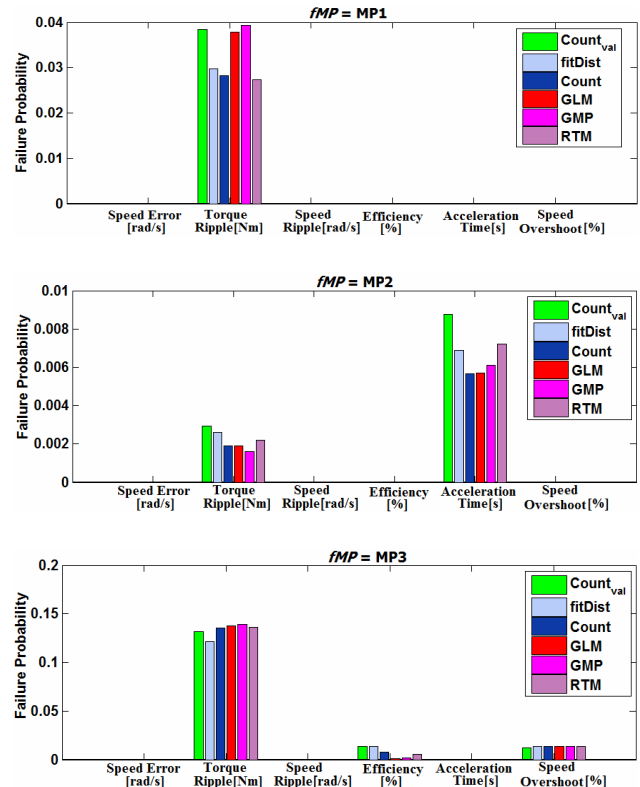 fMP = MP1
Failure Probability
0.04
0.03
0.02
0.01
0
Count_val
fitDist
Count
GLM
GMP
RTM
Speed Error [rad/s]
Torque Ripple[Nm]
Speed Ripple[rad/s]
Efficiency [%]
Acceleration Time[s]
Speed Overshoot[%]
fMP = MP2
Failure Probability
0.01
0.008
0.006
0.004
0.002
0
Count_val
fitDist
Count
GLM
GMP
RTM
Speed Error [rad/s]
Torque Ripple[Nm]
Speed Ripple[rad/s]
Efficiency [%]
Acceleration Time[s]
Speed Overshoot[%]
fMP = MP3
Failure Probability
0.2
0.15
0.1
0.05
0
Count_val
fitDist
Count
GLM
GMP
RTM
Speed Error [rad/s]
Torque Ripple[Nm]
Speed Ripple[rad/s]
Efficiency [%]
Acceleration Time[s]
Speed Overshoot[%]